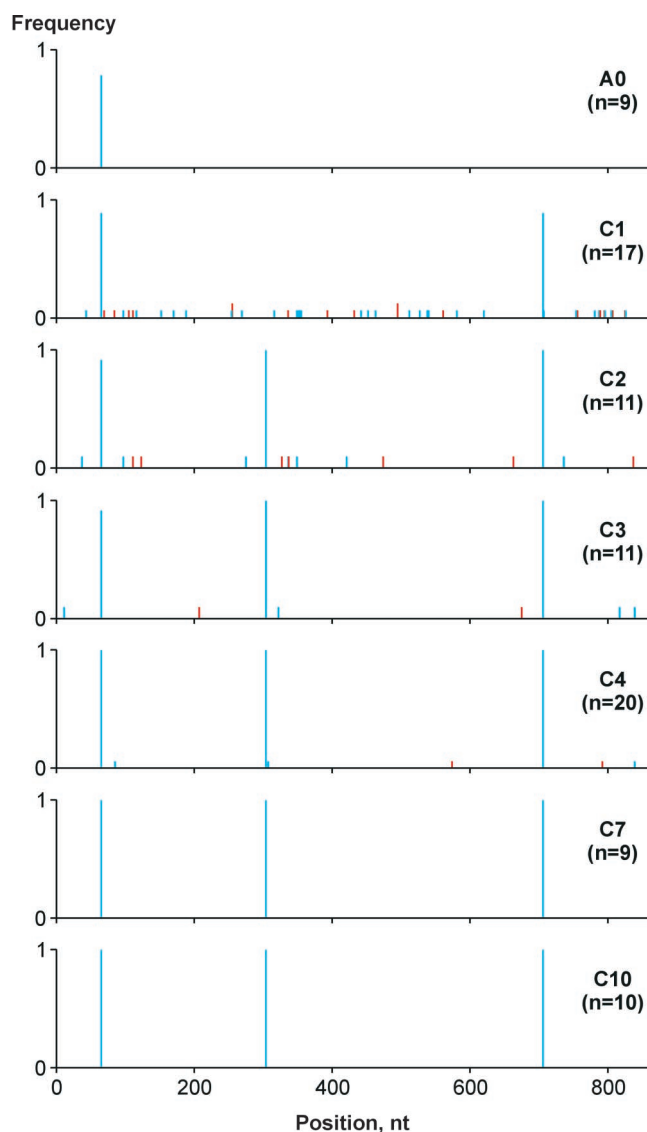 Frequency
1
A0
(n=9)
0
1
C1
(n=17)
0
1
C2
(n=11)
0
1
C3
(n=11)
0
1
C4
(n=20)
0
1
C7
(n=9)
0
1
C10
(n=10)
0
0 200 400 600 800
Position, nt